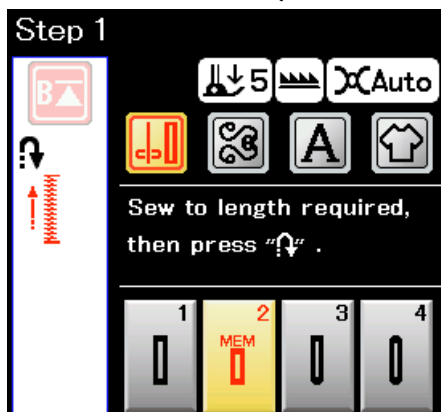 Step 1
B
5
Auto
A
Sew to length required,
then press “ ” .
1
2
3
4
MEM